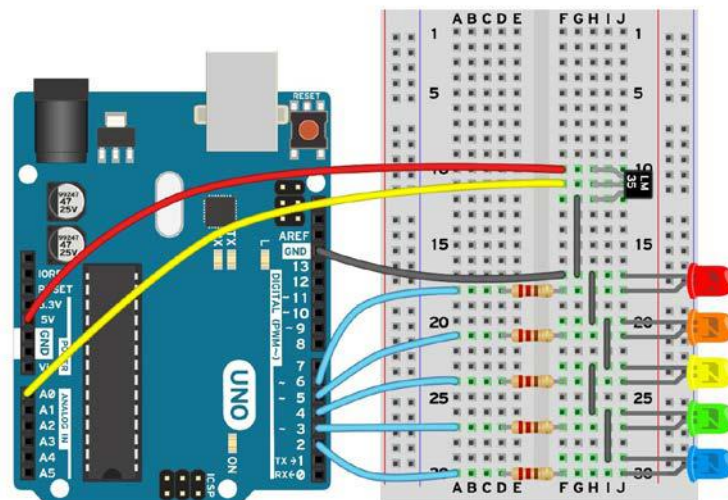 A B C D E F G H I J
1 1
5 5
10
LM
35
15 15
20 20
25 25
30 30
A B C D E F G H I J
RESET
99247
47
25V
99247
47
25V
IOREF
RESET
3.3V
5V
GND
VIN
POWER
A0
A1
A2
A3
A4
A5
ANALOG IN
TX
RX
L
AREF
GND
13
12
~11
~10
~9
8
DIGITAL (PWM~)
7
~6
~5
4
~3
2
TX→1
RX←0
UNO
ON
ICSP